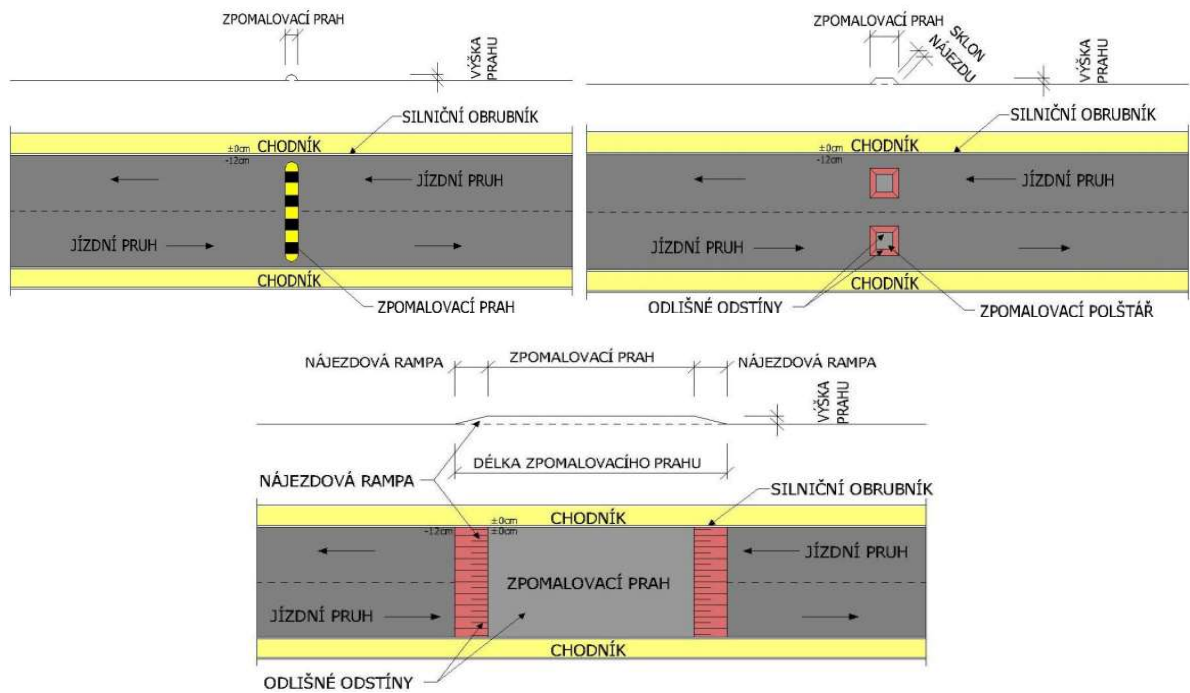 ZPOMALOVACÍ PRAH
VÝŠKA
PRAHU
SILNIČNÍ OBRUBNÍK
±0cm CHODNÍK
-12cm
JÍZDNÍ PRUH
JÍZDNÍ PRUH
CHODNÍK
ZPOMALOVACÍ PRAH
ZPOMALOVACÍ PRAH
SKLON
NÁJEZDU
VÝŠKA
PRAHU
SILNIČNÍ OBRUBNÍK
±0cm CHODNÍK
-12cm
JÍZDNÍ PRUH
JÍZDNÍ PRUH
CHODNÍK
ODLIŠNÉ ODSTÍNY
ZPOMALOVACÍ POLŠTÁŘ
NÁJEZDOVÁ RAMPA
ZPOMALOVACÍ PRAH
NÁJEZDOVÁ RAMPA
VÝŠKA
PRAHU
DÉLKA ZPOMALOVACÍHO PRAHU
NÁJEZDOVÁ RAMPA
SILNIČNÍ OBRUBNÍK
±0cm CHODNÍK
-12cm ±0cm
JÍZDNÍ PRUH
ZPOMALOVACÍ PRAH
JÍZDNÍ PRUH
CHODNÍK
ODLIŠNÉ ODSTÍNY